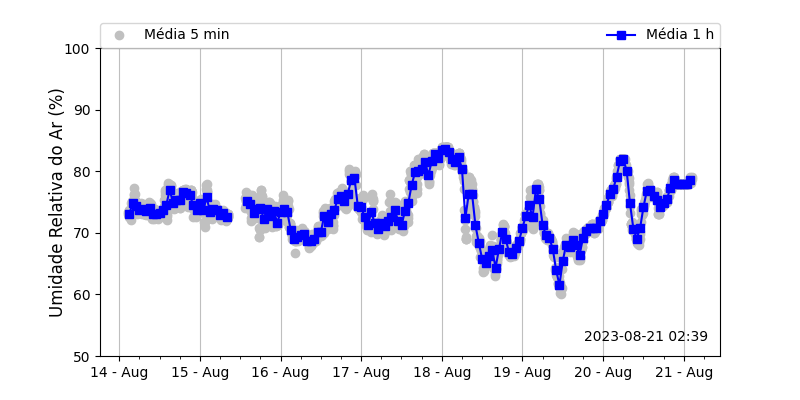 Média 5 min
Média 1 h
Umidade Relativa do Ar (%)
100
90
80
70
60
50
2023-08-21 02:39
14 - Aug
15 - Aug
16 - Aug
17 - Aug
18 - Aug
19 - Aug
20 - Aug
21 - Aug